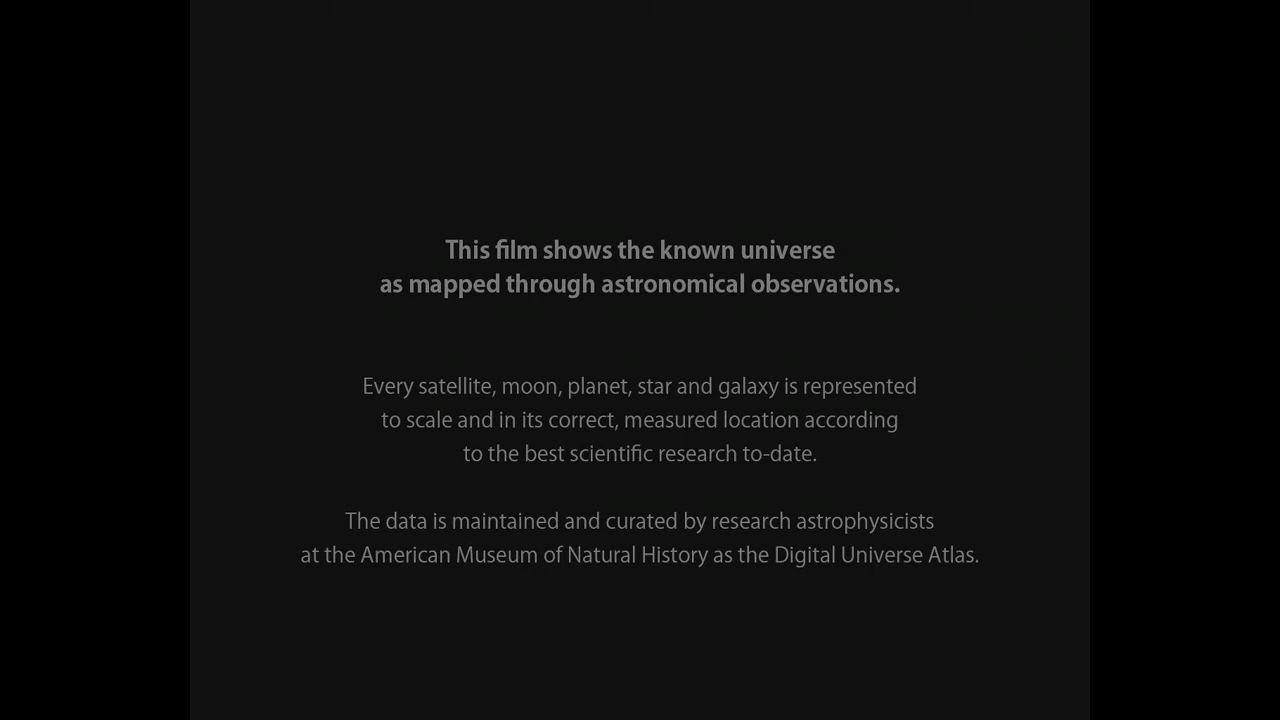 This film shows the known universe
as mapped through astronomical observations.
Every satellite, moon, planet, star and galaxy is represented
to scale and in its correct, measured location according
to the best scientific research to-date.
The data is maintained and curated by research astrophysicists
at the American Museum of Natural History as the Digital Universe Atlas.